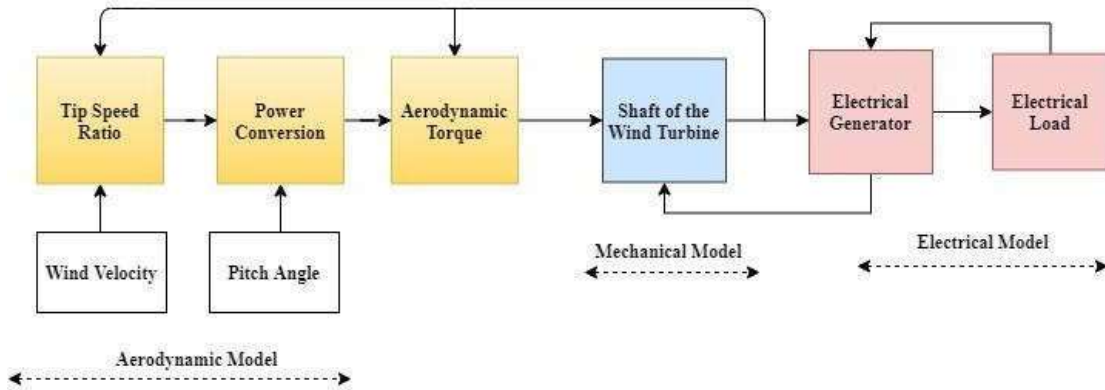 Tip Speed
Ratio
Power
Conversion
Aerodynamic
Torque
Shaft of the
Wind Turbine
Electrical
Generator
Electrical
Load
Wind Velocity
Pitch Angle
Mechanical Model
Electrical Model
Aerodynamic Model